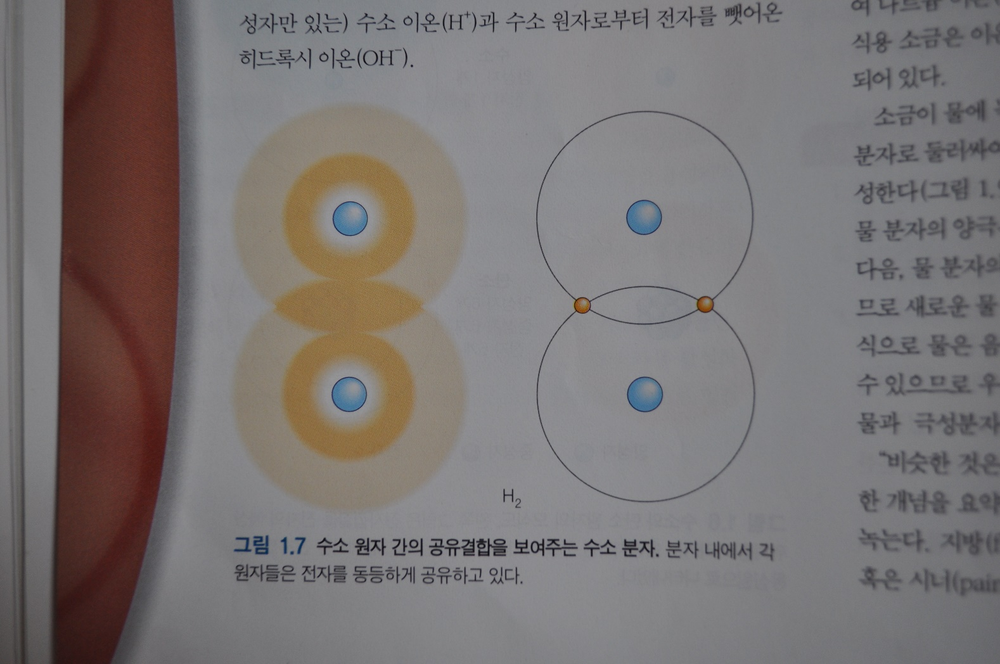 성자만 있는) 수소 이온(H⁺)과 수소 원자로부터 전자를 뺏어온
히드록시 이온(OH⁻).
H₂
그림 1.7 수소 원자 간의 공유결합을 보여주는 수소 분자. 분자 내에서 각
원자들은 전자를 동등하게 공유하고 있다.
식용 소금은
되어 있다.
소금이 물에
분자로 둘러싸여
성한다(그림 1.
물 분자의 양극
다음, 물 분자의
므로 새로운 물
식으로 물은 음
수 있으므로 우
물과 극성분자
“비슷한 것은
한 개념을 요약
녹는다. 지방(
혹은 시너(pain